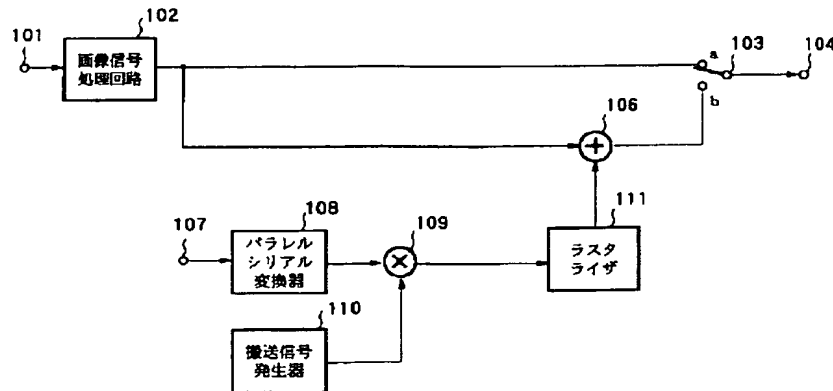 101
102
画像信号
処理回路
a
103
104
b
106
107
108
パラレル
シリアル
変換器
109
111
ラスタ
ライザ
110
搬送信号
発生器